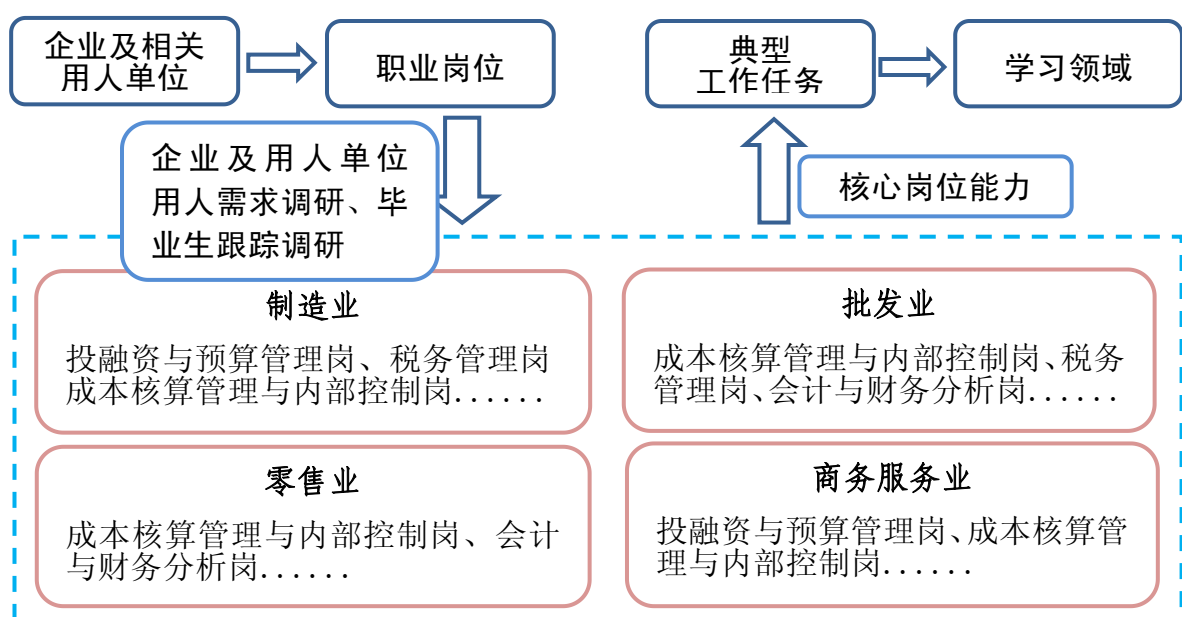 企业及相关
用人单位
职业岗位
典型
工作任务
学习领域
企业及用人单位
用人需求调研、毕
业生跟踪调研
核心岗位能力
制造业
投融资与预算管理岗、税务管理岗
成本核算管理与内部控制岗......
批发业
成本核算管理与内部控制岗、税务
管理岗、会计与财务分析岗......
零售业
成本核算管理与内部控制岗、会计
与财务分析岗......
商务服务业
投融资与预算管理岗、成本核算管
理与内部控制岗......